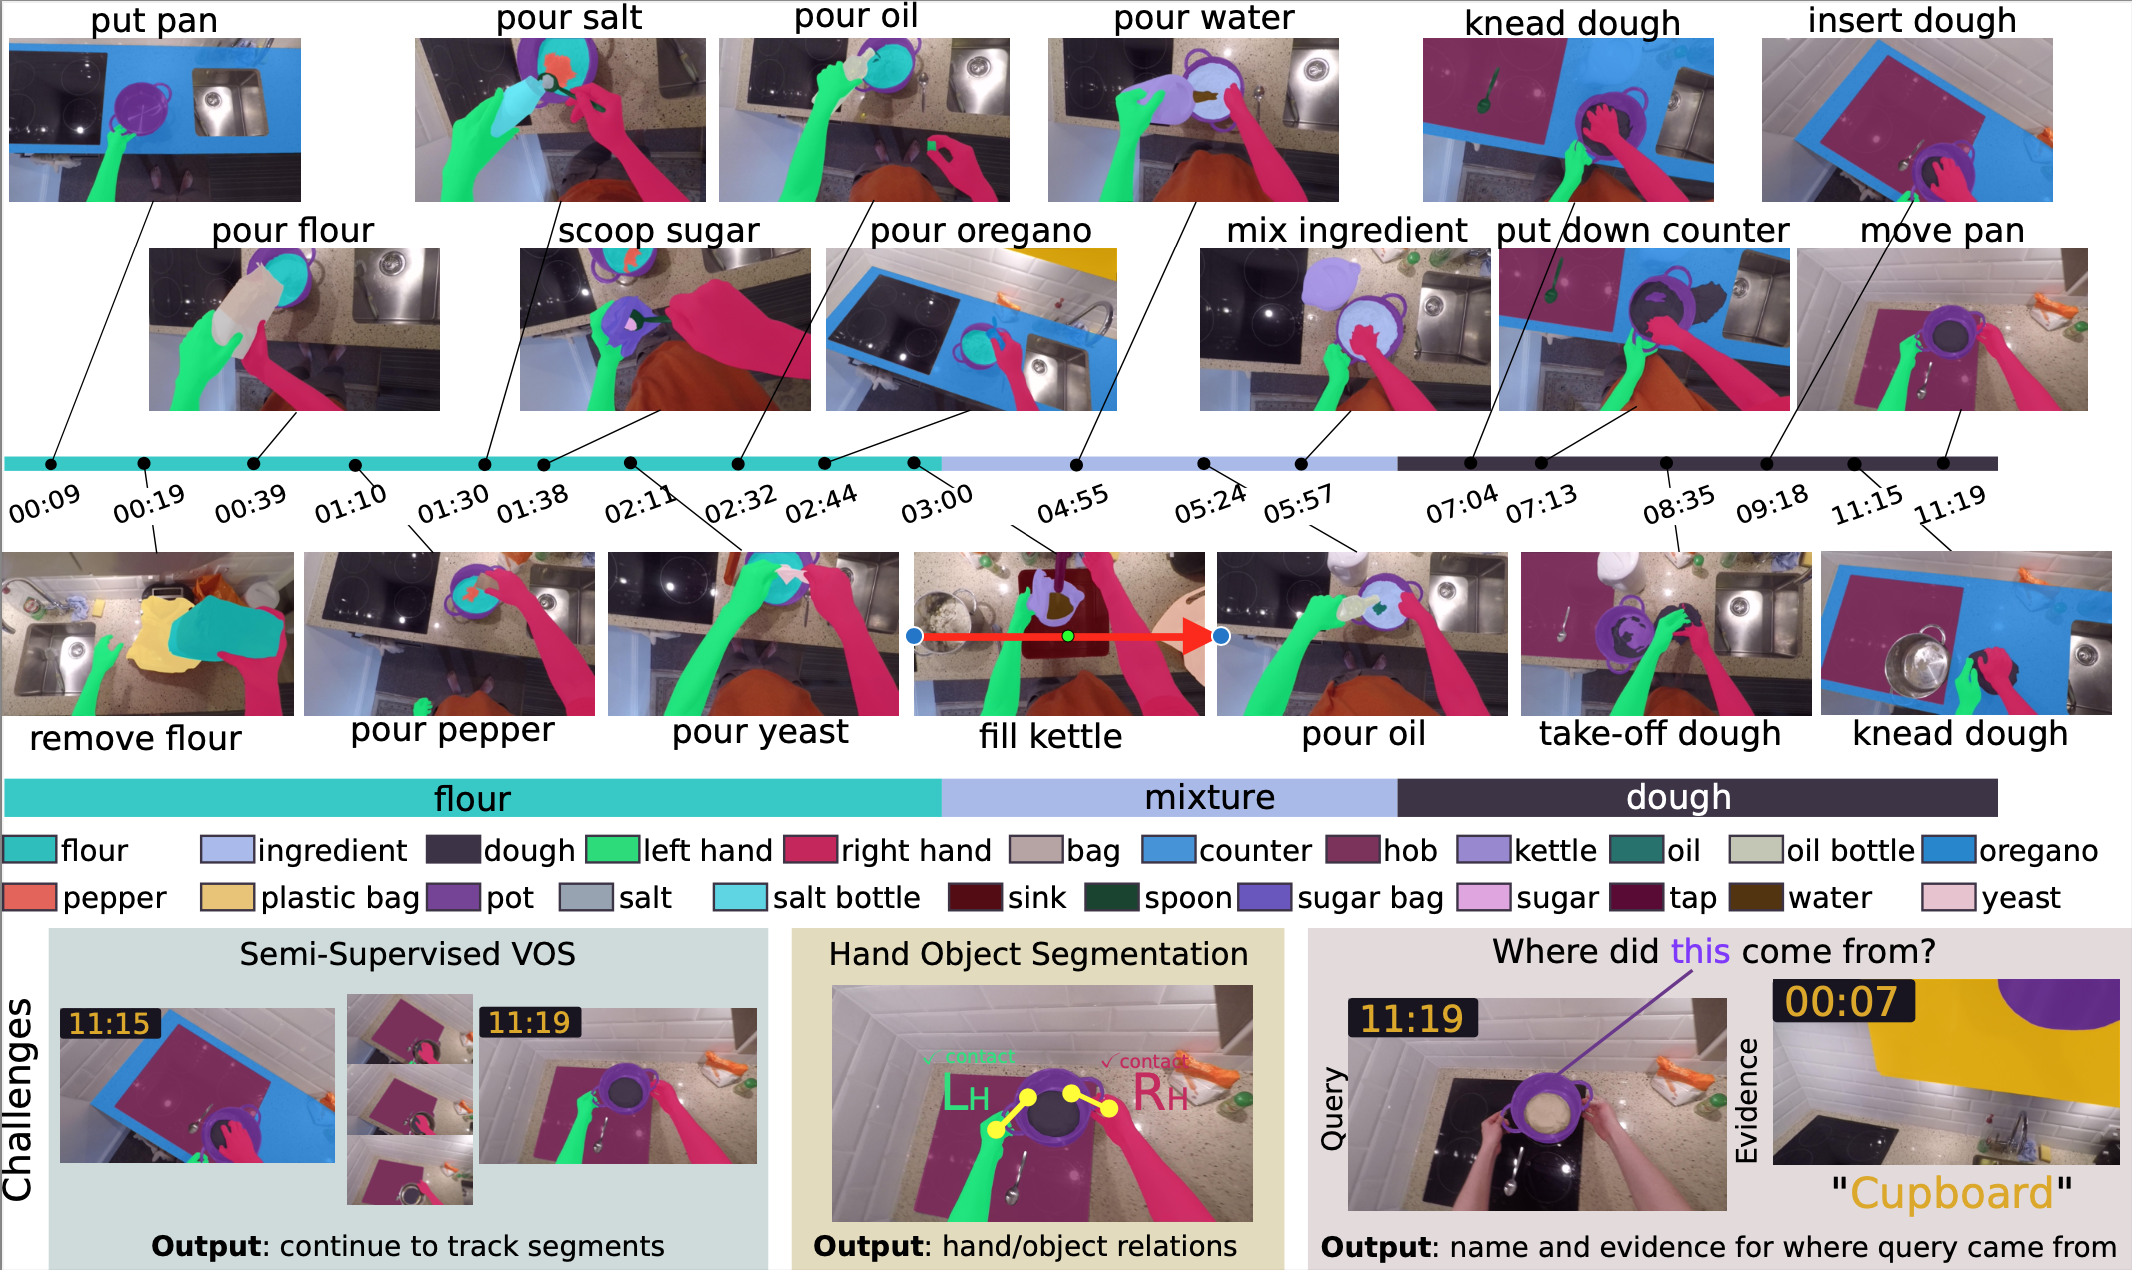 put pan
pour salt
pour oil
pour water
knead dough
insert dough
pour flour
scoop sugar
pour oregano
mix ingredient
put down counter
move pan
00:09
00:19
00:39
01:10
01:30
01:38
02:11
02:32
02:44
03:00
04:55
05:24
05:57
07:04
07:13
08:35
09:18
11:15
11:19
remove flour
pour pepper
pour yeast
fill kettle
pour oil
take-off dough
knead dough
flour
mixture
dough
flour
ingredient
dough
left hand
right hand
bag
counter
hob
kettle
oil
oil bottle
oregano
pepper
plastic bag
pot
salt
salt bottle
sink
spoon
sugar bag
sugar
tap
water
yeast
Challenges
Semi-Supervised VOS
11:15
11:19
Output: continue to track segments
Hand Object Segmentation
✓ contact
LH
✓contact
RH
Output: hand/object relations
Where did this come from?
Query
11:19
Evidence
00:07
"Cupboard"
Output: name and evidence for where query came from